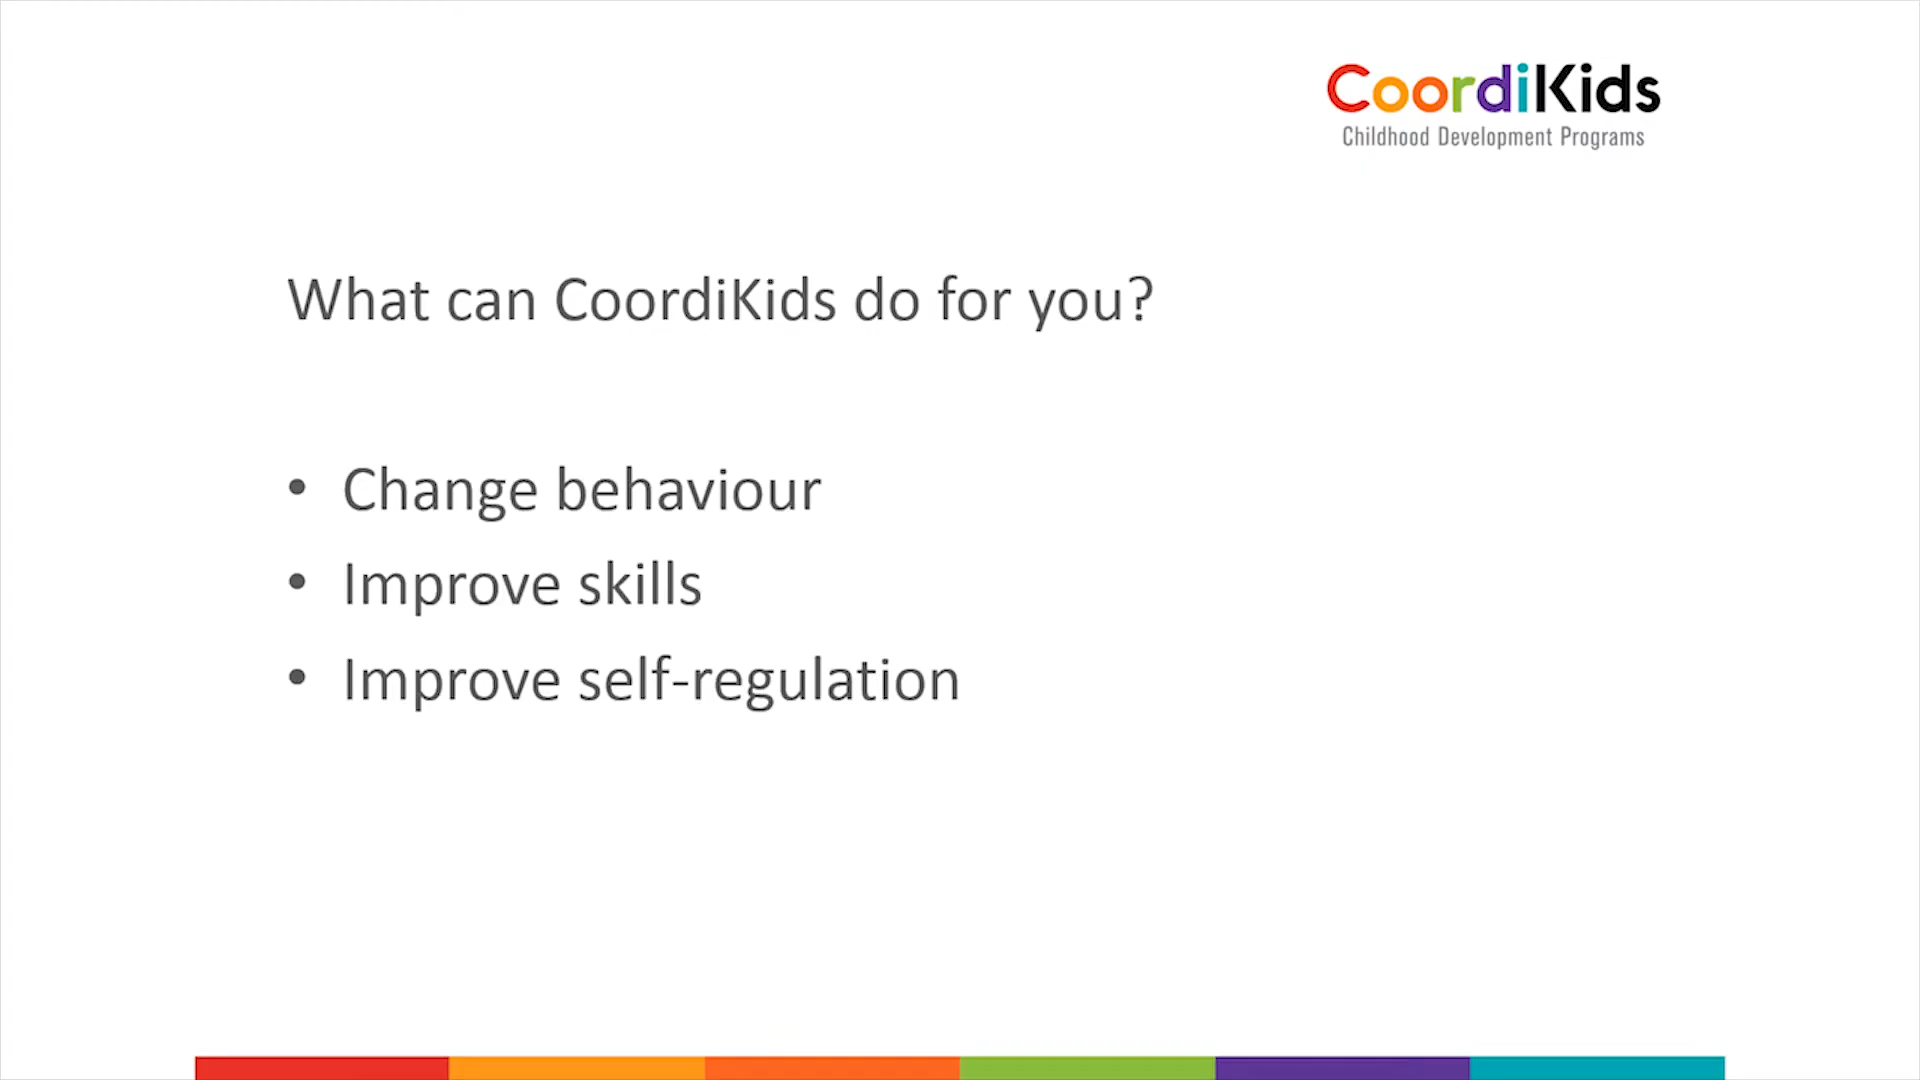 CoordiKids
Childhood Development Programs
What can CoordiKids do for you?
• Change behaviour
• Improve skills
• Improve self-regulation